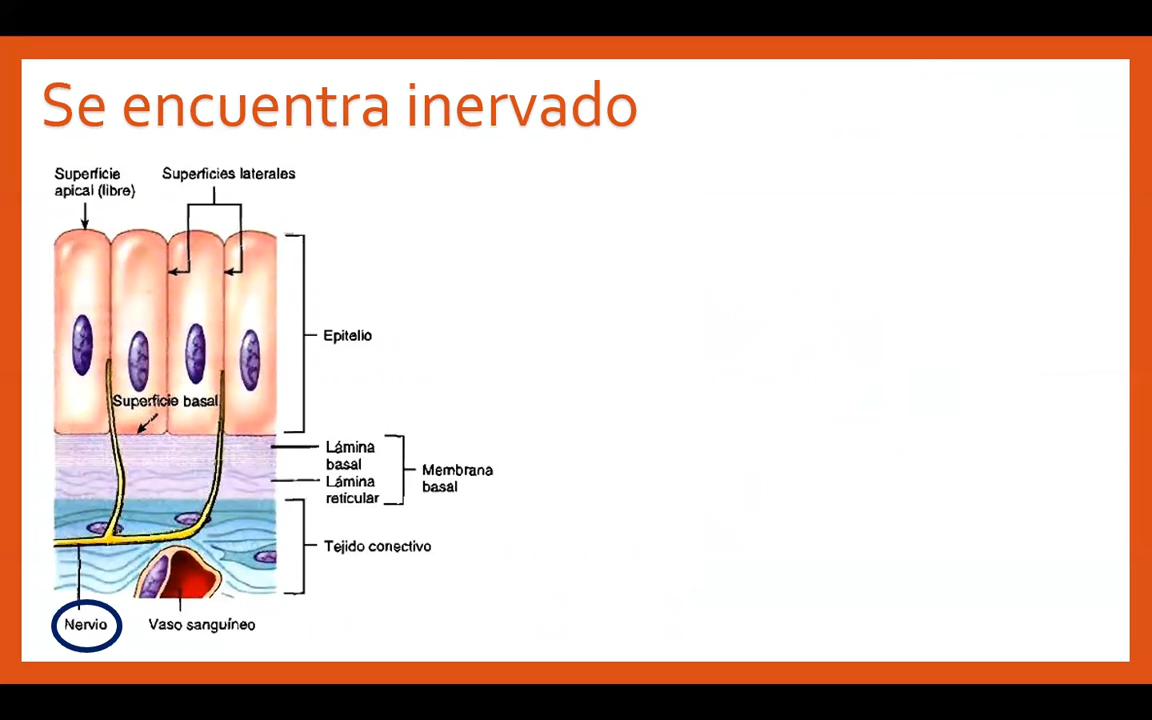 Se encuentra inervado
Superficie
apical (libre)
Superficies laterales
Epitelio
Superficie basal
Lámina
basal
Lámina
reticular
Membrana
basal
Tejido conectivo
Nervio
Vaso sanguíneo